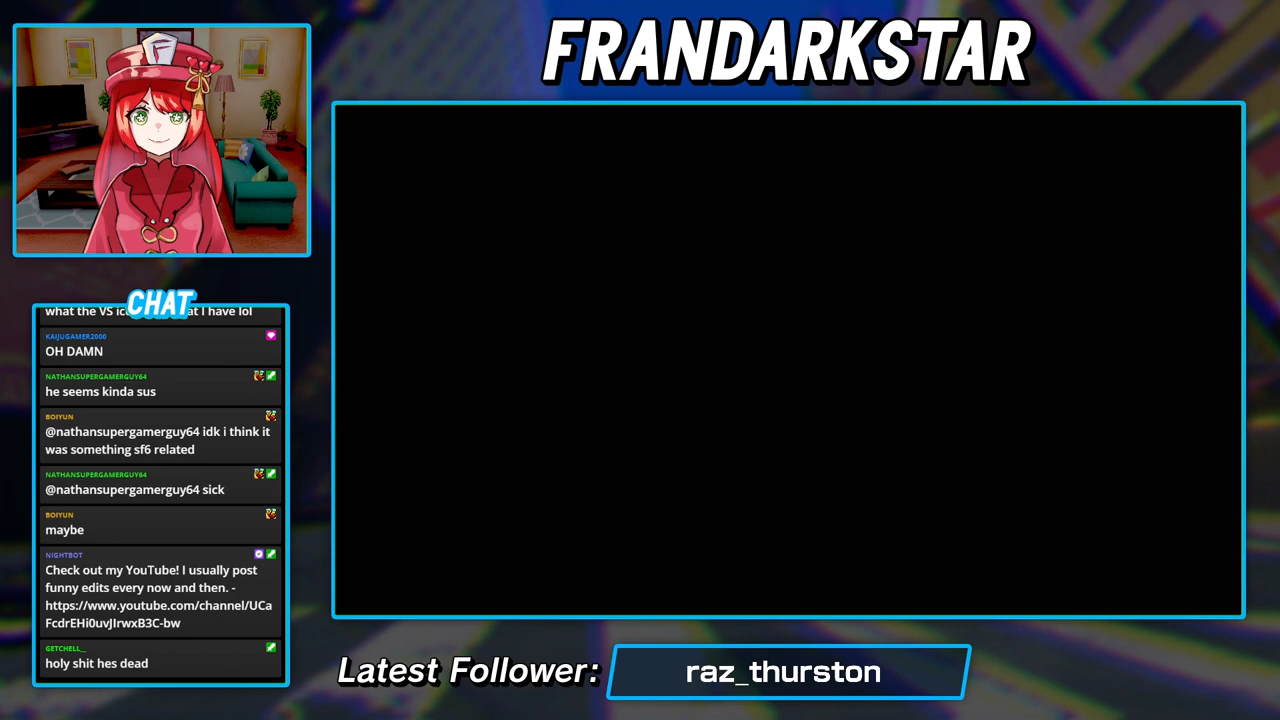 FRANDARKSTAR
CHAT
what the VS ic at I have lol
KAIJUGAMER2000
OH DAMN
NATHANSUPERGAMERGUY64
he seems kinda sus
BOIYUN
@nathansupergamerguy64 idk i think it
was something sf6 related
NATHANSUPERGAMERGUY64
@nathansupergamerguy64 sick
BOIYUN
maybe
NIGHTBOT
Check out my YouTube! I usually post
funny edits every now and then. -
https://www.youtube.com/channel/UCa
FcdrEHi0uvJIrwxB3C-bw
GETCHELL__
holy shit hes dead
Latest Follower:
raz_thurston